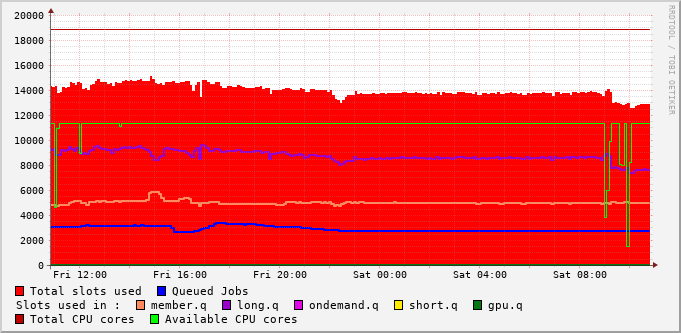 20000
18000
16000
14000
12000
10000
8000
6000
4000
2000
0
Fri 12:00 Fri 16:00 Fri 20:00 Sat 00:00 Sat 04:00 Sat 08:00
Total slots used Queued Jobs
Slots used in : member.q long.q ondemand.q short.q gpu.q
Total CPU cores Available CPU cores
RRDTOOL / TOBI OETIKER